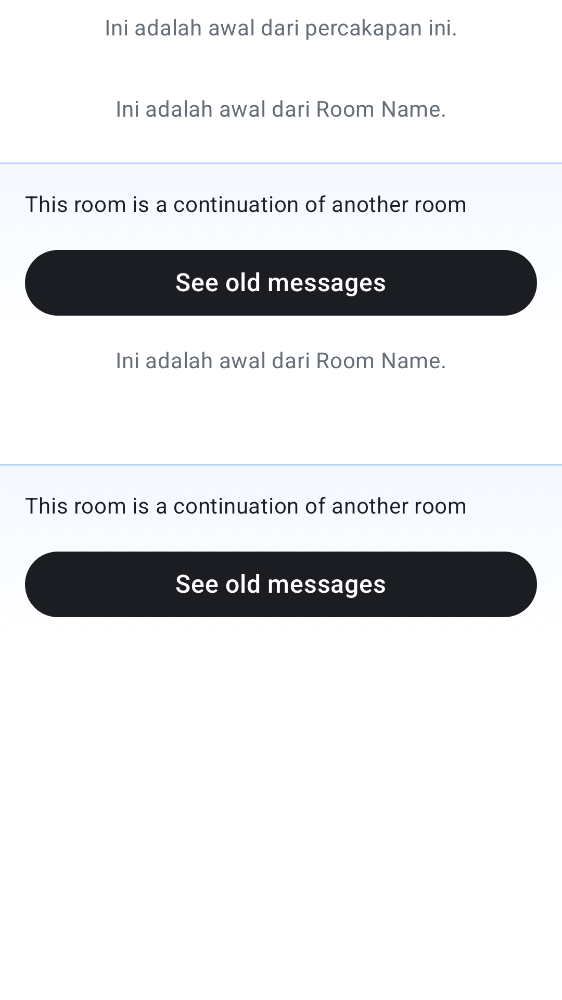 Ini adalah awal dari percakapan ini.
Ini adalah awal dari Room Name.
This room is a continuation of another room
See old messages
Ini adalah awal dari Room Name.
This room is a continuation of another room
See old messages